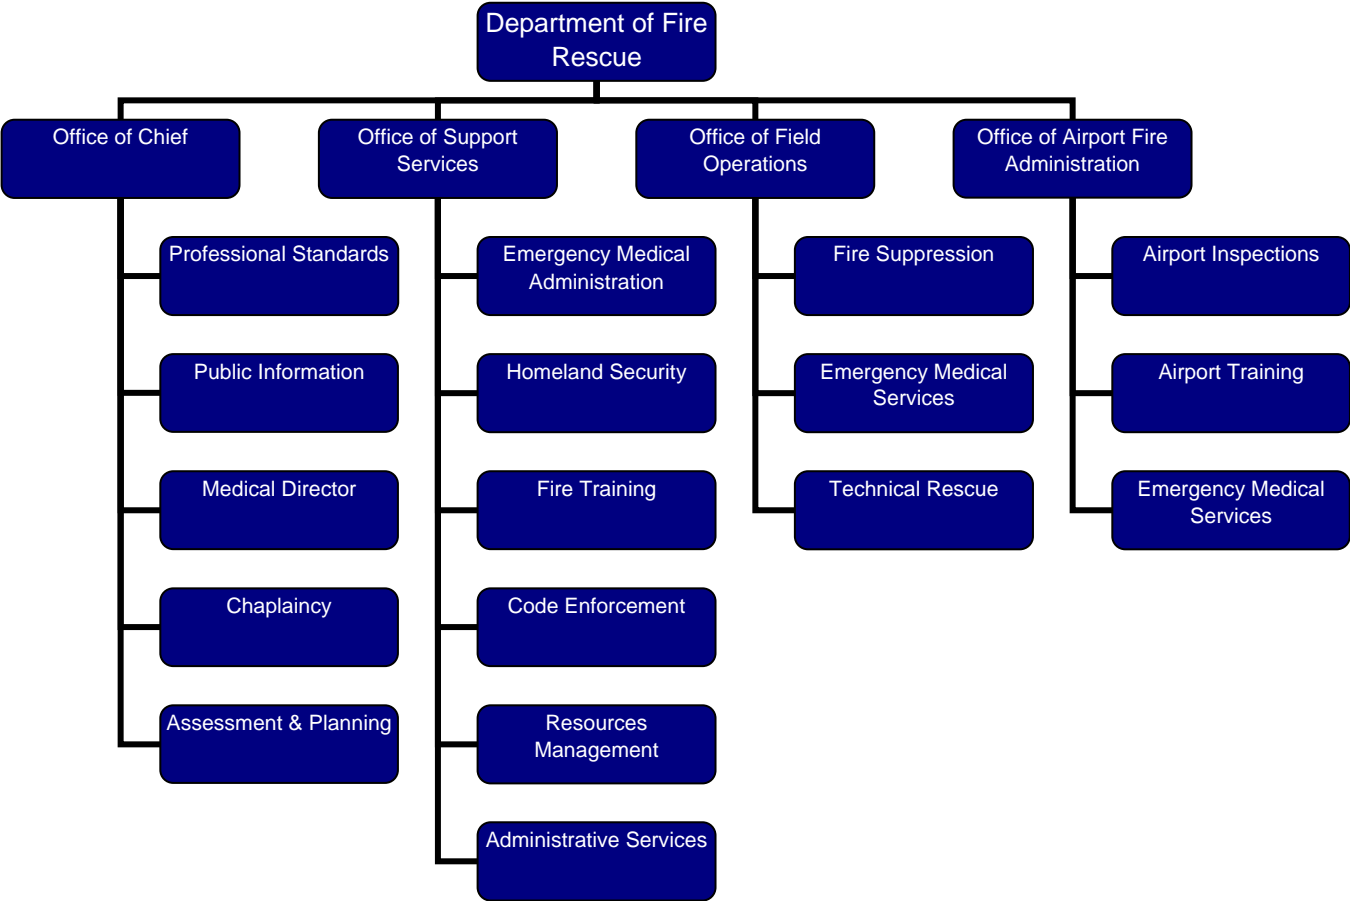 Department of Fire
Rescue
Office of Chief
Office of Support
Services
Office of Field
Operations
Office of Airport Fire
Administration
Professional Standards
Emergency Medical
Administration
Fire Suppression
Airport Inspections
Public Information
Homeland Security
Emergency Medical
Services
Airport Training
Medical Director
Fire Training
Technical Rescue
Emergency Medical
Services
Chaplaincy
Code Enforcement
Assessment & Planning
Resources
Management
Administrative Services